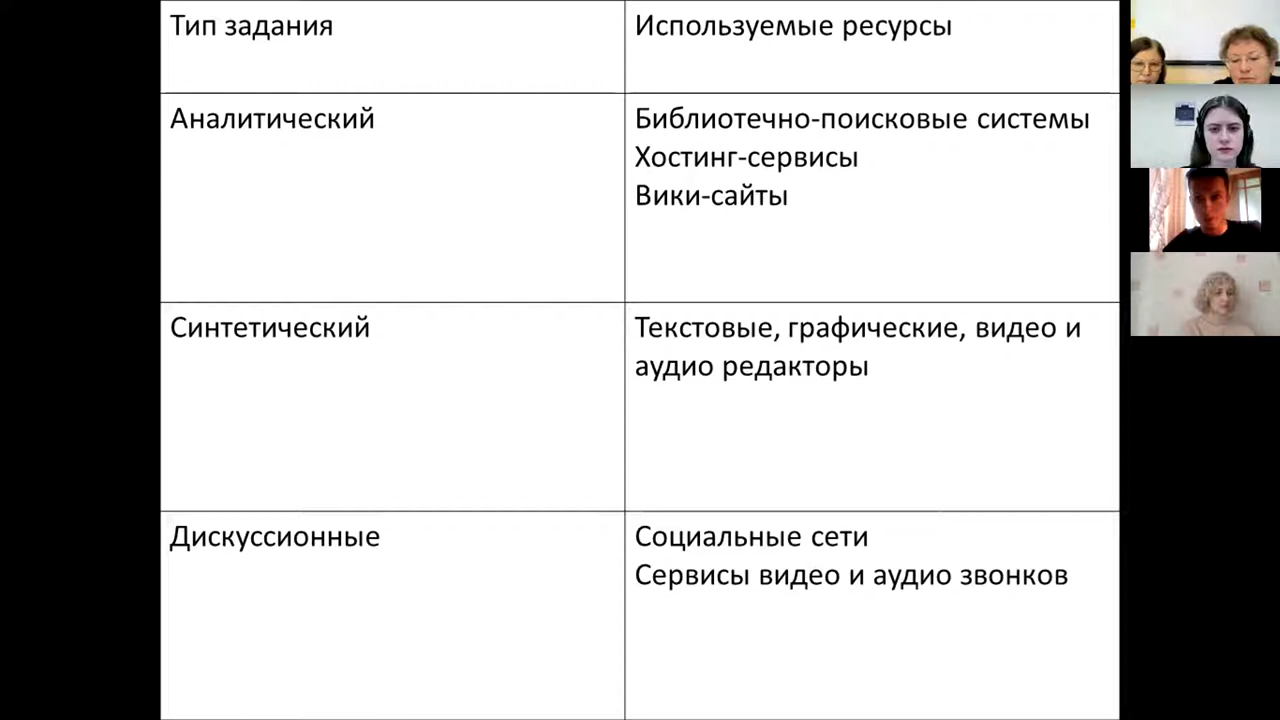 Тип задания
Используемые ресурсы
Аналитический
Библиотечно-поисковые системы
Хостинг-сервисы
Вики-сайты
Синтетический
Текстовые, графические, видео и
аудио редакторы
Дискуссионные
Социальные сети
Сервисы видео и аудио звонков